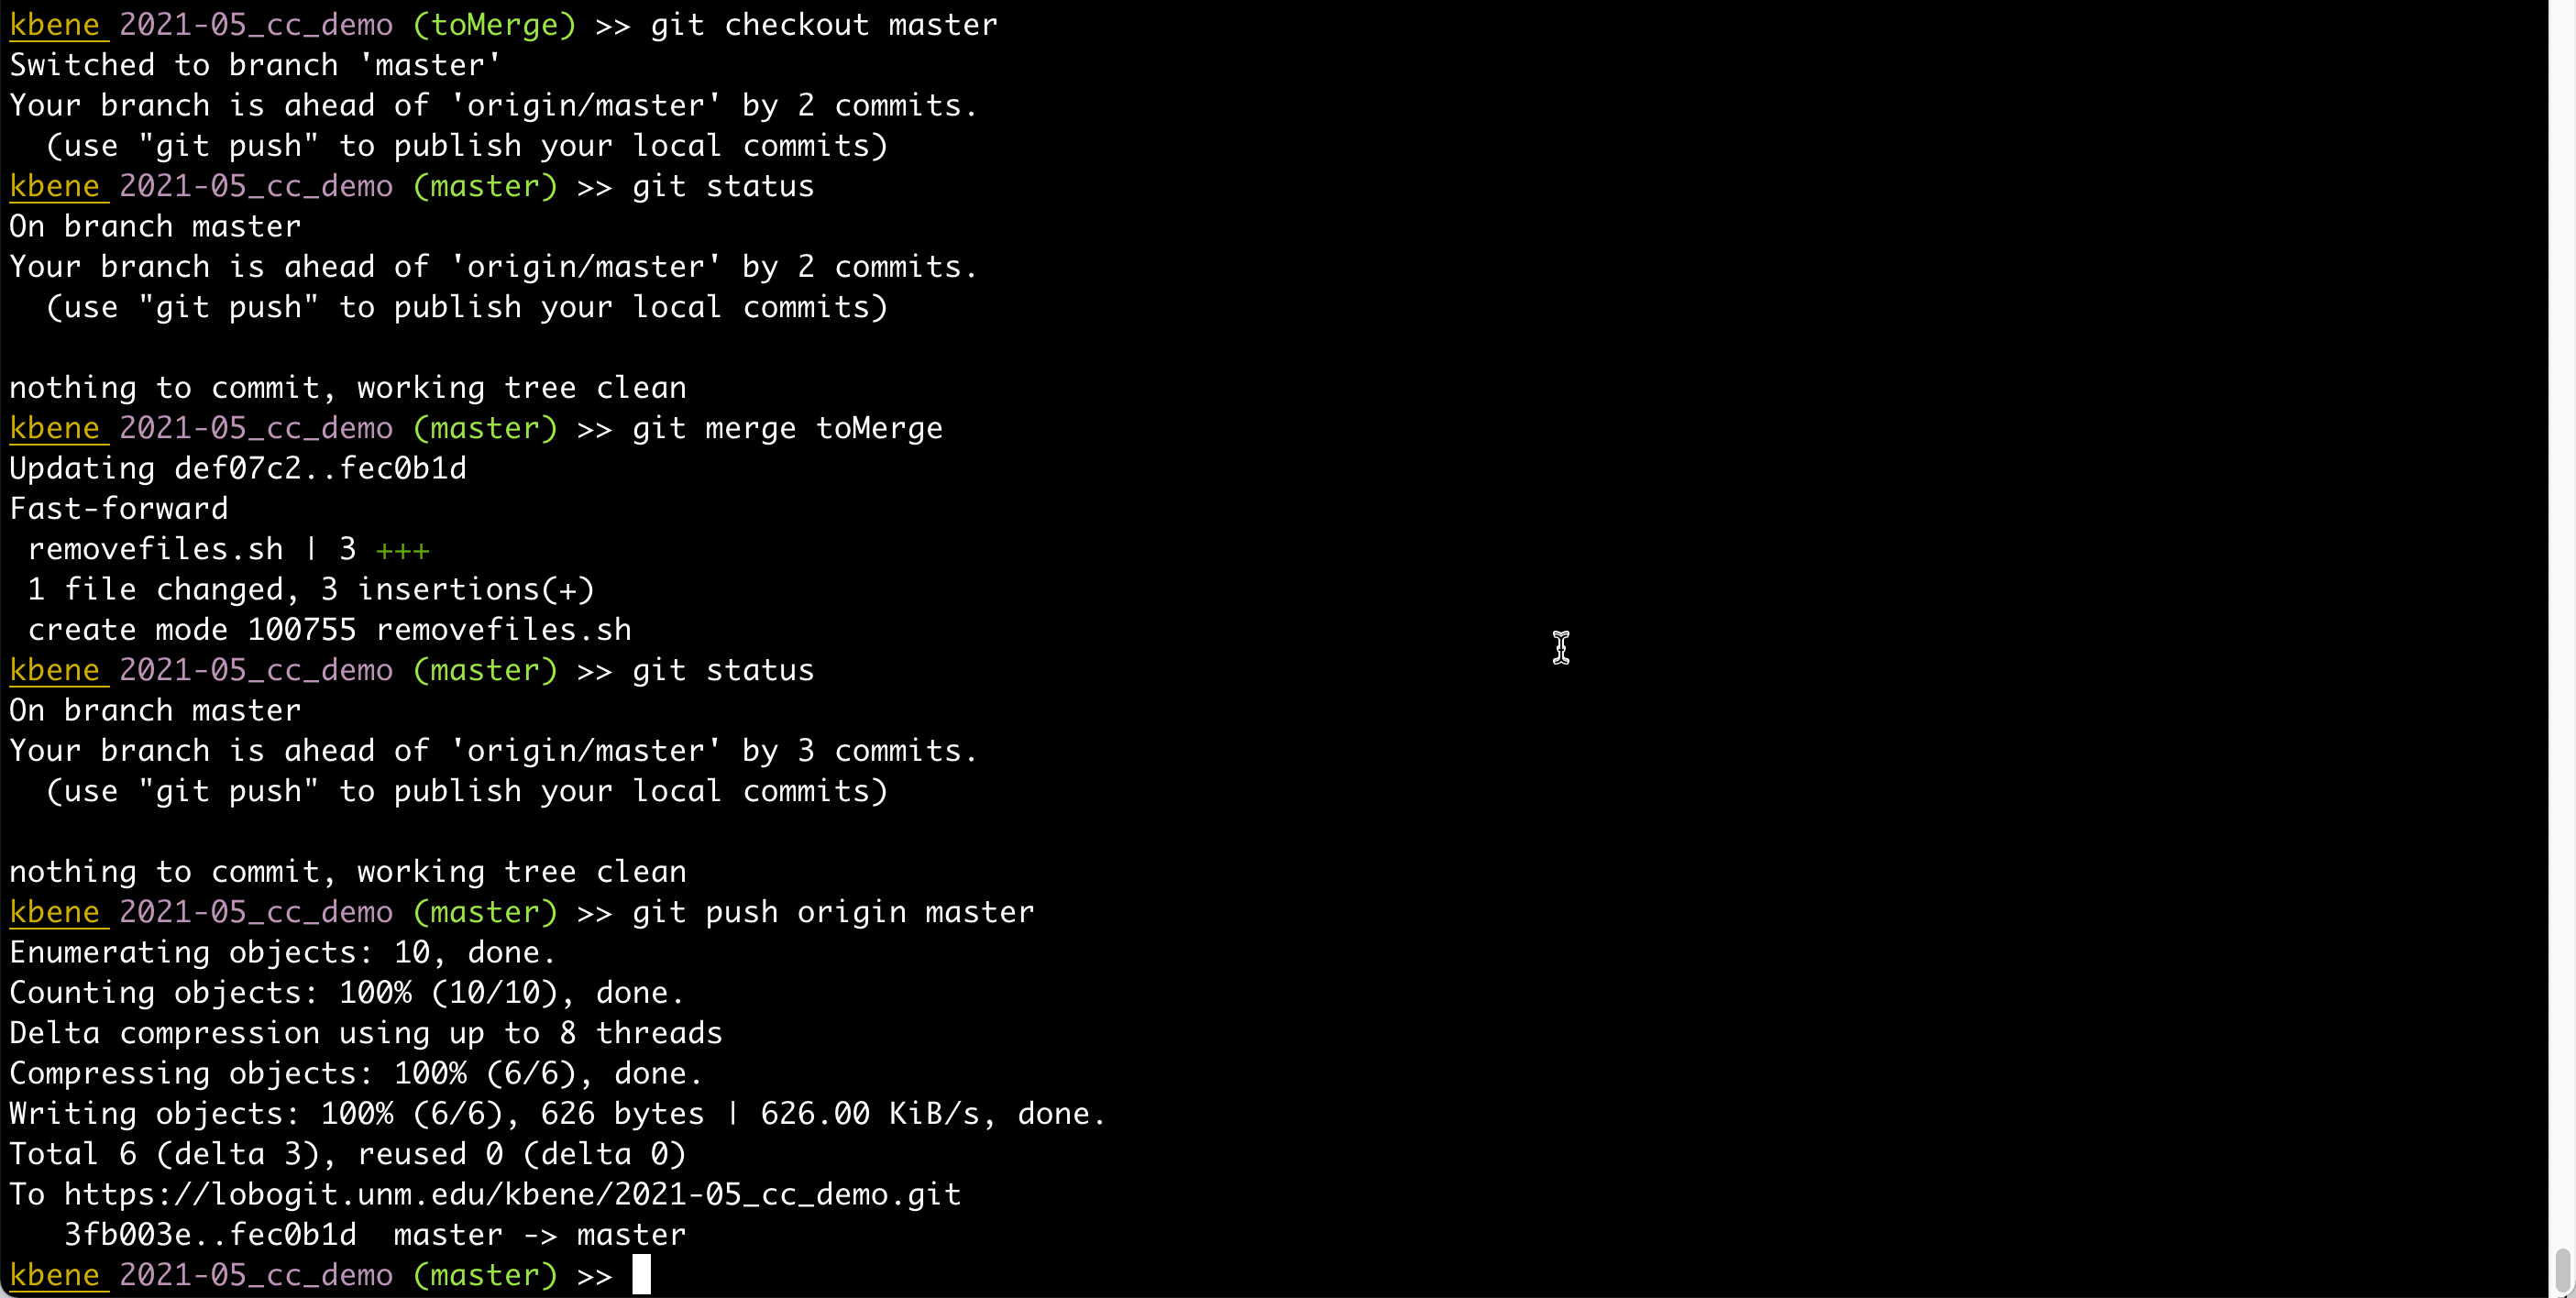 kbene 2021-05_cc_demo (toMerge) >> git checkout master
Switched to branch 'master'
Your branch is ahead of 'origin/master' by 2 commits.
  (use "git push" to publish your local commits)
kbene 2021-05_cc_demo (master) >> git status
On branch master
Your branch is ahead of 'origin/master' by 2 commits.
  (use "git push" to publish your local commits)

nothing to commit, working tree clean
kbene 2021-05_cc_demo (master) >> git merge toMerge
Updating def07c2..fec0b1d
Fast-forward
 removefiles.sh | 3 +++
 1 file changed, 3 insertions(+)
 create mode 100755 removefiles.sh
kbene 2021-05_cc_demo (master) >> git status
On branch master
Your branch is ahead of 'origin/master' by 3 commits.
  (use "git push" to publish your local commits)

nothing to commit, working tree clean
kbene 2021-05_cc_demo (master) >> git push origin master
Enumerating objects: 10, done.
Counting objects: 100% (10/10), done.
Delta compression using up to 8 threads
Compressing objects: 100% (6/6), done.
Writing objects: 100% (6/6), 626 bytes | 626.00 KiB/s, done.
Total 6 (delta 3), reused 0 (delta 0)
To https://lobogit.unm.edu/kbene/2021-05_cc_demo.git
   3fb003e..fec0b1d  master -> master
kbene 2021-05_cc_demo (master) >>